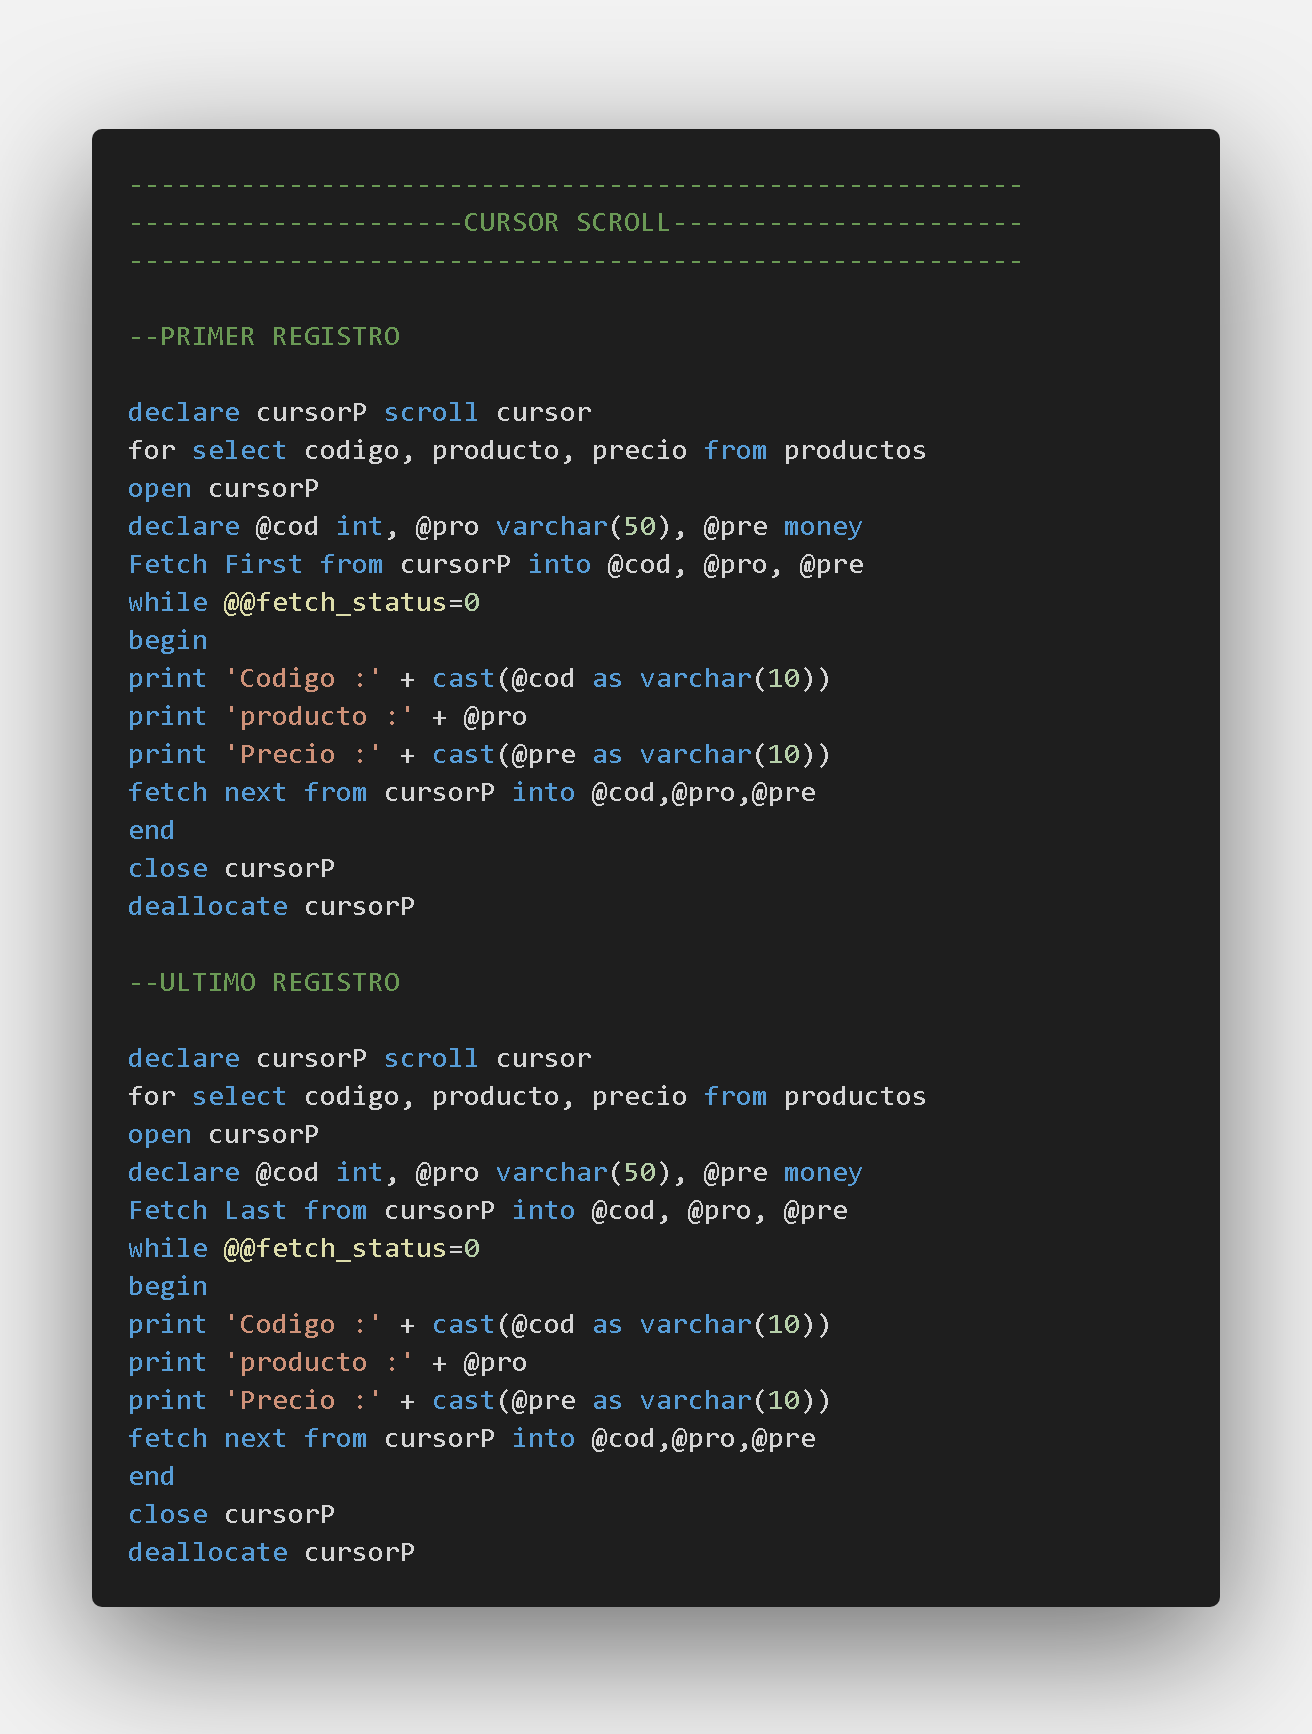 --------------------------------------------------------
---------------------CURSOR SCROLL----------------------
--------------------------------------------------------
--PRIMER REGISTRO
declare cursorP scroll cursor
for select codigo, producto, precio from productos
open cursorP
declare @cod int, @pro varchar(50), @pre money
Fetch First from cursorP into @cod, @pro, @pre
while @@fetch_status=0
begin
print 'Codigo :' + cast(@cod as varchar(10))
print 'producto :' + @pro
print 'Precio :' + cast(@pre as varchar(10))
fetch next from cursorP into @cod,@pro,@pre
end
close cursorP
deallocate cursorP
--ULTIMO REGISTRO
declare cursorP scroll cursor
for select codigo, producto, precio from productos
open cursorP
declare @cod int, @pro varchar(50), @pre money
Fetch Last from cursorP into @cod, @pro, @pre
while @@fetch_status=0
begin
print 'Codigo :' + cast(@cod as varchar(10))
print 'producto :' + @pro
print 'Precio :' + cast(@pre as varchar(10))
fetch next from cursorP into @cod,@pro,@pre
end
close cursorP
deallocate cursorP